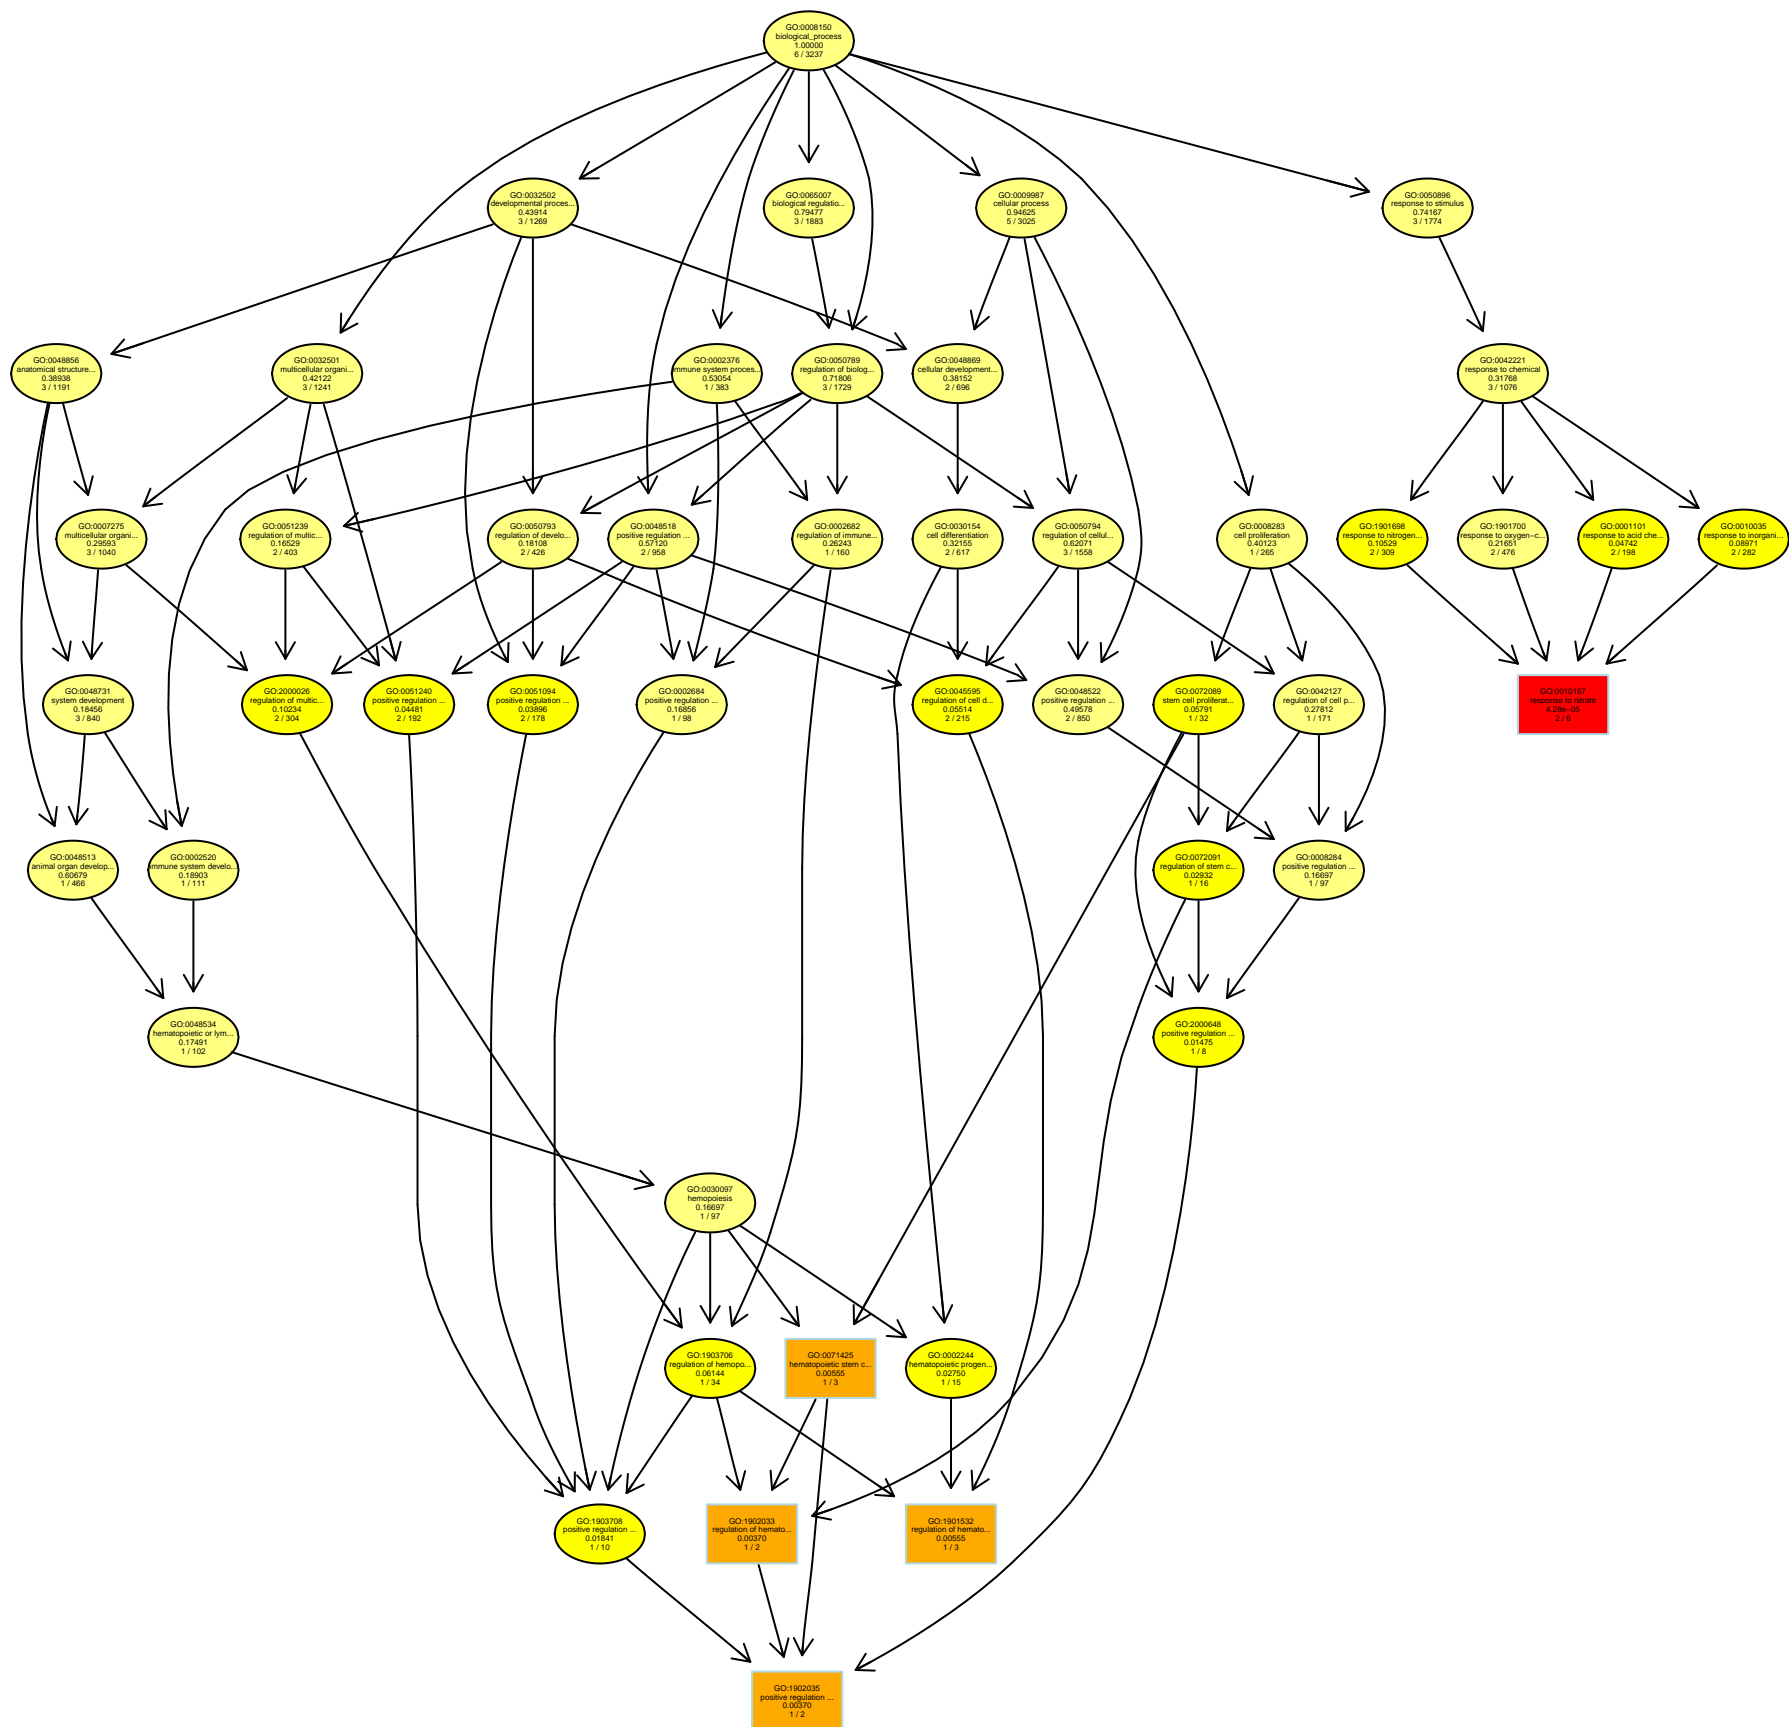 GO:0008150
biological_process
1.00000
6 / 3237
GO:0032502
developmental proces...
0.43914
3 / 1269
GO:0065007
biological regulatio...
0.79477
3 / 1883
GO:0009987
cellular process
0.94625
5 / 3025
GO:0050896
response to stimulus
0.74167
3 / 1774
GO:0048856
anatomical structure...
0.38938
3 / 1191
GO:0032501
multicellular organi...
0.42122
3 / 1241
GO:0002376
immune system proces...
0.53054
1 / 383
GO:0050789
regulation of biolog...
0.71806
3 / 1729
GO:0048869
cellular development...
0.38152
2 / 696
GO:0042221
response to chemical
0.31768
3 / 1076
GO:0007275
multicellular organi...
0.29593
3 / 1040
GO:0051239
regulation of multic...
0.16529
2 / 403
GO:0050793
regulation of develo...
0.18108
2 / 426
GO:0048518
positive regulation ...
0.57120
2 / 958
GO:0002682
regulation of immune...
0.26243
1 / 160
GO:0030154
cell differentiation
0.32155
2 / 617
GO:0050794
regulation of cellul...
0.62071
3 / 1558
GO:0008283
cell proliferation
0.40123
1 / 265
GO:1901698
response to nitrogen...
0.10529
2 / 309
GO:1901700
response to oxygen-c...
0.21651
2 / 476
GO:0001101
response to acid che...
0.04742
2 / 198
GO:0010035
response to inorgani...
0.08971
2 / 282
GO:0048731
system development
0.18456
3 / 840
GO:2000026
regulation of multic...
0.10234
2 / 304
GO:0051240
positive regulation ...
0.04481
2 / 192
GO:0051094
positive regulation ...
0.03896
2 / 178
GO:0002684
positive regulation ...
0.16856
1 / 98
GO:0045595
regulation of cell d...
0.05514
2 / 215
GO:0048522
positive regulation ...
0.49578
2 / 850
GO:0072089
stem cell proliferat...
0.05791
1 / 32
GO:0042127
regulation of cell p...
0.27812
1 / 171
GO:0010167
response to nitrate
4.28e-05
2 / 6
GO:0048513
animal organ develop...
0.60679
1 / 466
GO:0002520
immune system develo...
0.18903
1 / 111
GO:0072091
regulation of stem c...
0.02932
1 / 16
GO:0008284
positive regulation ...
0.16697
1 / 97
GO:0048534
hematopoietic or lym...
0.17491
1 / 102
GO:2000648
positive regulation ...
0.01475
1 / 8
GO:0030097
hemopoiesis
0.16697
1 / 97
GO:1903706
regulation of hemopo...
0.06144
1 / 34
GO:0071425
hematopoietic stem c...
0.00555
1 / 3
GO:0002244
hematopoietic progen...
0.02750
1 / 15
GO:1903708
positive regulation ...
0.01841
1 / 10
GO:1902033
regulation of hemato...
0.00370
1 / 2
GO:1901532
regulation of hemato...
0.00555
1 / 3
GO:1902035
positive regulation ...
0.00370
1 / 2